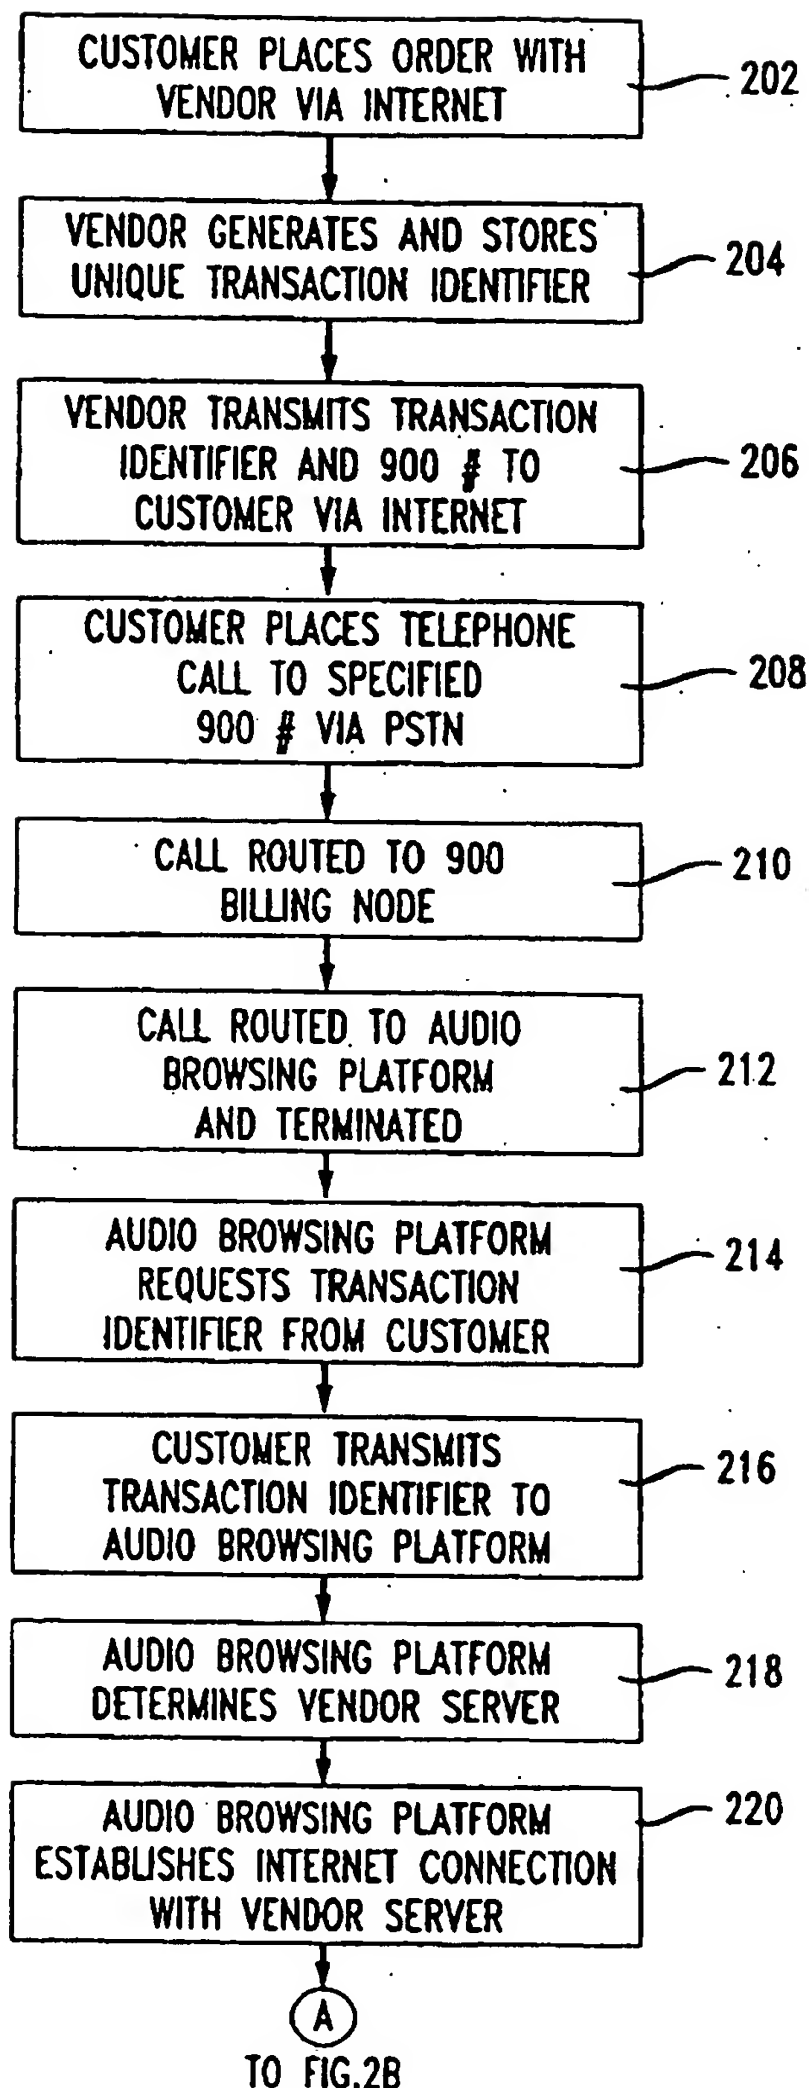 CUSTOMER PLACES ORDER WITH
VENDOR VIA INTERNET
202
VENDOR GENERATES AND STORES
UNIQUE TRANSACTION IDENTIFIER
204
VENDOR TRANSMITS TRANSACTION
IDENTIFIER AND 900 # TO
CUSTOMER VIA INTERNET
206
CUSTOMER PLACES TELEPHONE
CALL TO SPECIFIED
900 # VIA PSTN
208
CALL ROUTED TO 900
BILLING NODE
210
CALL ROUTED TO AUDIO
BROWSING PLATFORM
AND TERMINATED
212
AUDIO BROWSING PLATFORM
REQUESTS TRANSACTION
IDENTIFIER FROM CUSTOMER
214
CUSTOMER TRANSMITS
TRANSACTION IDENTIFIER TO
AUDIO BROWSING PLATFORM
216
AUDIO BROWSING PLATFORM
DETERMINES VENDOR SERVER
218
AUDIO BROWSING PLATFORM
ESTABLISHES INTERNET CONNECTION
WITH VENDOR SERVER
220
A
TO FIG.2B